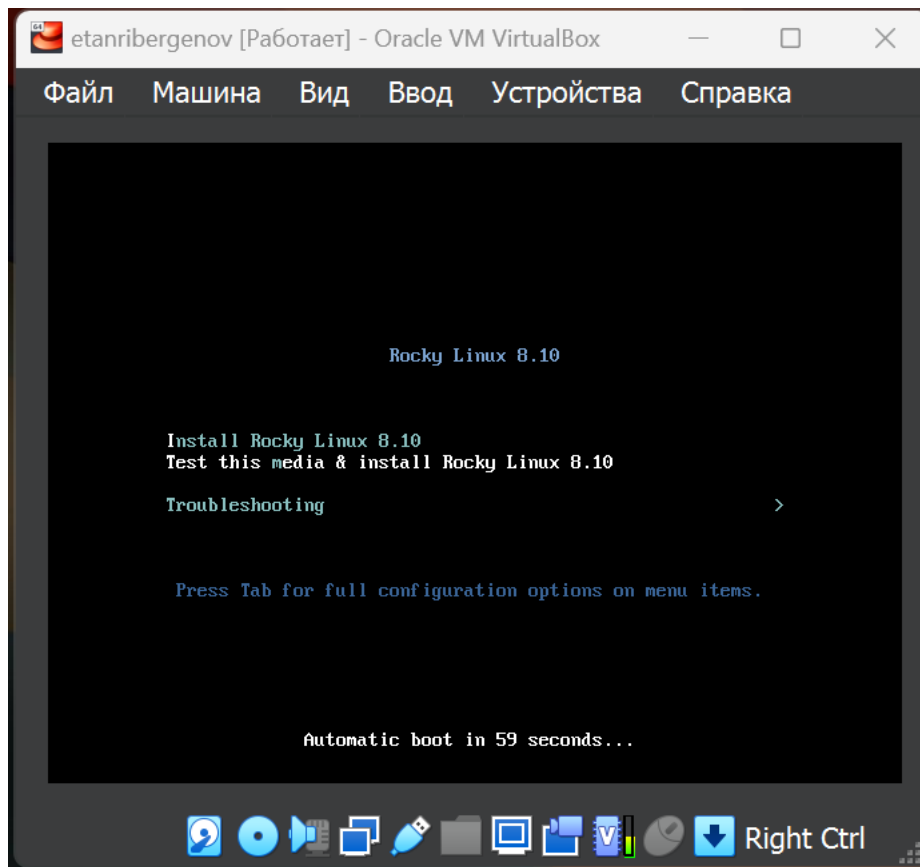 etanribergenov [Работает] - Oracle VM VirtualBox
Файл Машина Вид Ввод Устройства Справка
Rocky Linux 8.10
Install Rocky Linux 8.10
Test this media & install Rocky Linux 8.10
Troubleshooting >
Press Tab for full configuration options on menu items.
Automatic boot in 59 seconds...
Right Ctrl